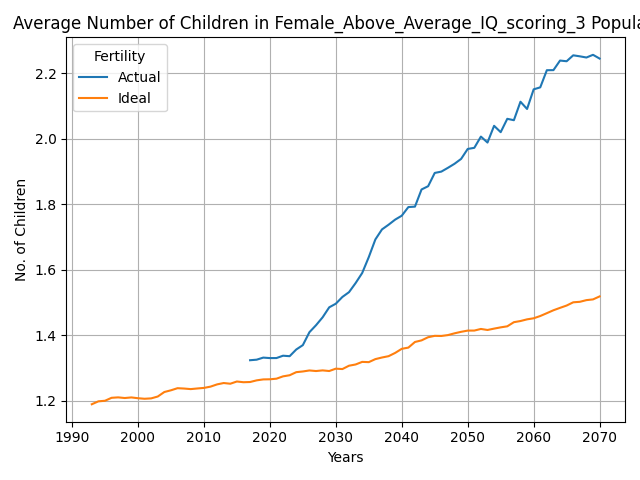 Average Number of Children in Female_Above_Average_IQ_scoring_3 Popula
Fertility
Actual
Ideal
2.2
2.0
1.8
1.6
1.4
1.2
No. of Children
1990 2000 2010 2020 2030 2040 2050 2060 2070
Years